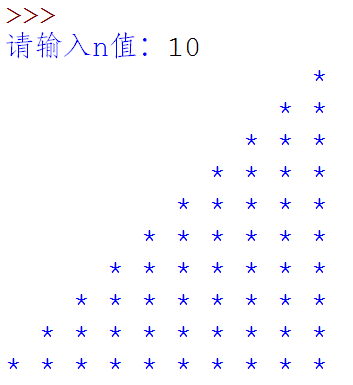 >>>
请输入n值: 10
                  *
                * *
              * * *
            * * * *
          * * * * *
        * * * * * *
      * * * * * * *
    * * * * * * * *
  * * * * * * * * *
* * * * * * * * * *